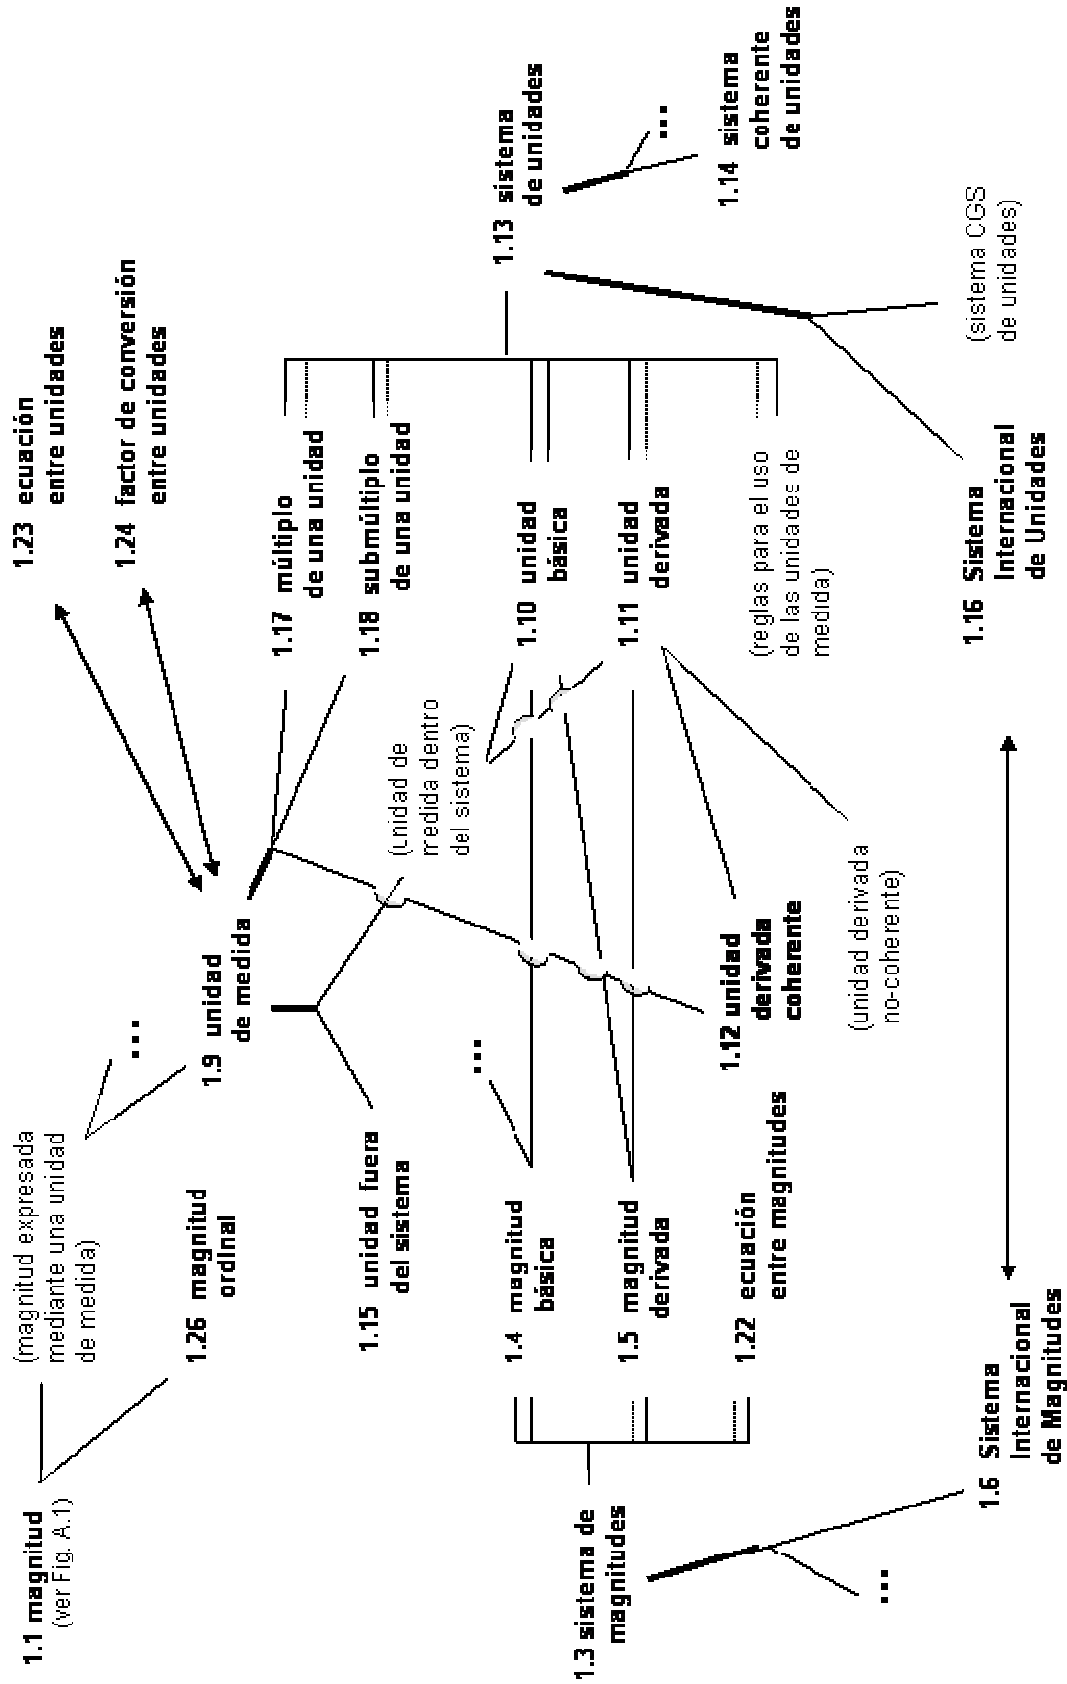 1.1 magnitud
(ver Fig. A.1)
(magnitud expresada
mediante una unidad
de medida)
1.26 magnitud
ordinal
...
1.9 unidad
de medida
1.23 ecuación
entre unidades
1.24 factor de conversión
entre unidades
1.15 unidad fuera
del sistema
(unidad de
medida dentro
del sistema)
1.17 múltiplo
de una unidad
1.18 submúltiplo
de una unidad
1.13 sistema
de unidades
...
1.14 sistema
coherente
de unidades
1.3 sistema de
magnitudes
1.4 magnitud
básica
...
1.5 magnitud
derivada
1.22 ecuación
entre magnitudes
1.10 unidad
básica
1.11 unidad
derivada
(reglas para el uso
de las unidades de
medida)
1.12 unidad
derivada
coherente
(unidad derivada
no-coherente)
...
1.6 Sistema
Internacional
de Magnitudes
1.16 Sistema
Internacional
de Unidades
(sistema CGS
de unidades)